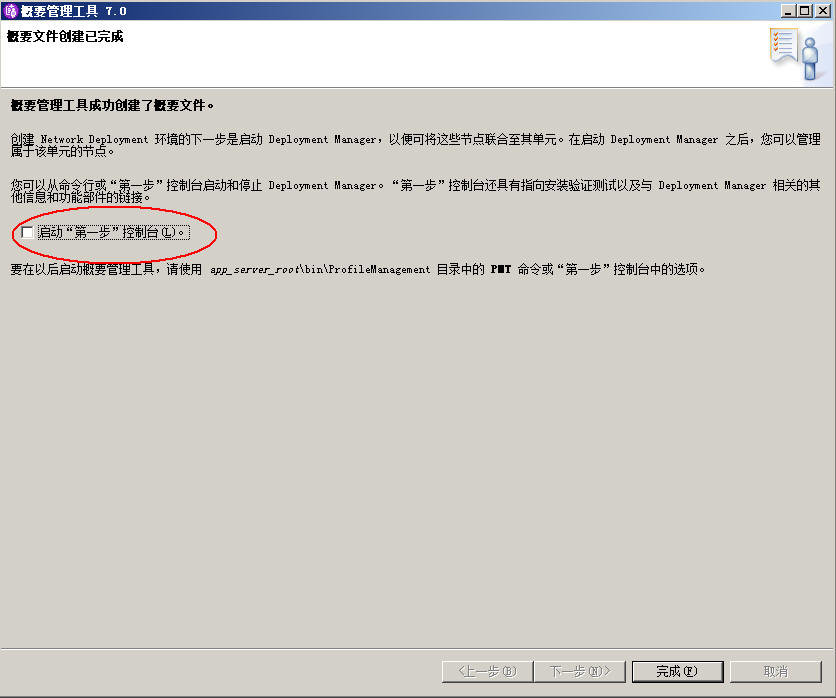 概要管理工具 7.0
概要文件创建已完成
概要管理工具成功创建了概要文件。
创建 Network Deployment 环境的下一步是启动 Deployment Manager，以便可将这些节点联合至其单元。在启动 Deployment Manager 之后，您可以管理
属于该单元的节点。
您可以从命令行或“第一步”控制台启动和停止 Deployment Manager。“第一步”控制台还具有指向安装验证测试以及与 Deployment Manager 相关的其
他信息和功能部件的链接。
启动“第一步”控制台(L)。
要在以后启动概要管理工具，请使用 app_server_root\bin\ProfileManagement 目录中的 PMT 命令或“第一步”控制台中的选项。
<上一步(B) 下一步(N)> 完成(F) 取消